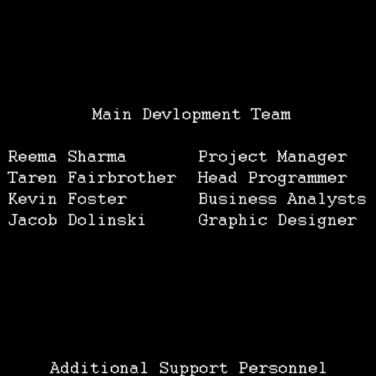 Main Devlopment Team
Reema Sharma Project Manager
Taren Fairbrother Head Programmer
Kevin Foster Business Analysts
Jacob Dolinski Graphic Designer
Additional Support Personnel